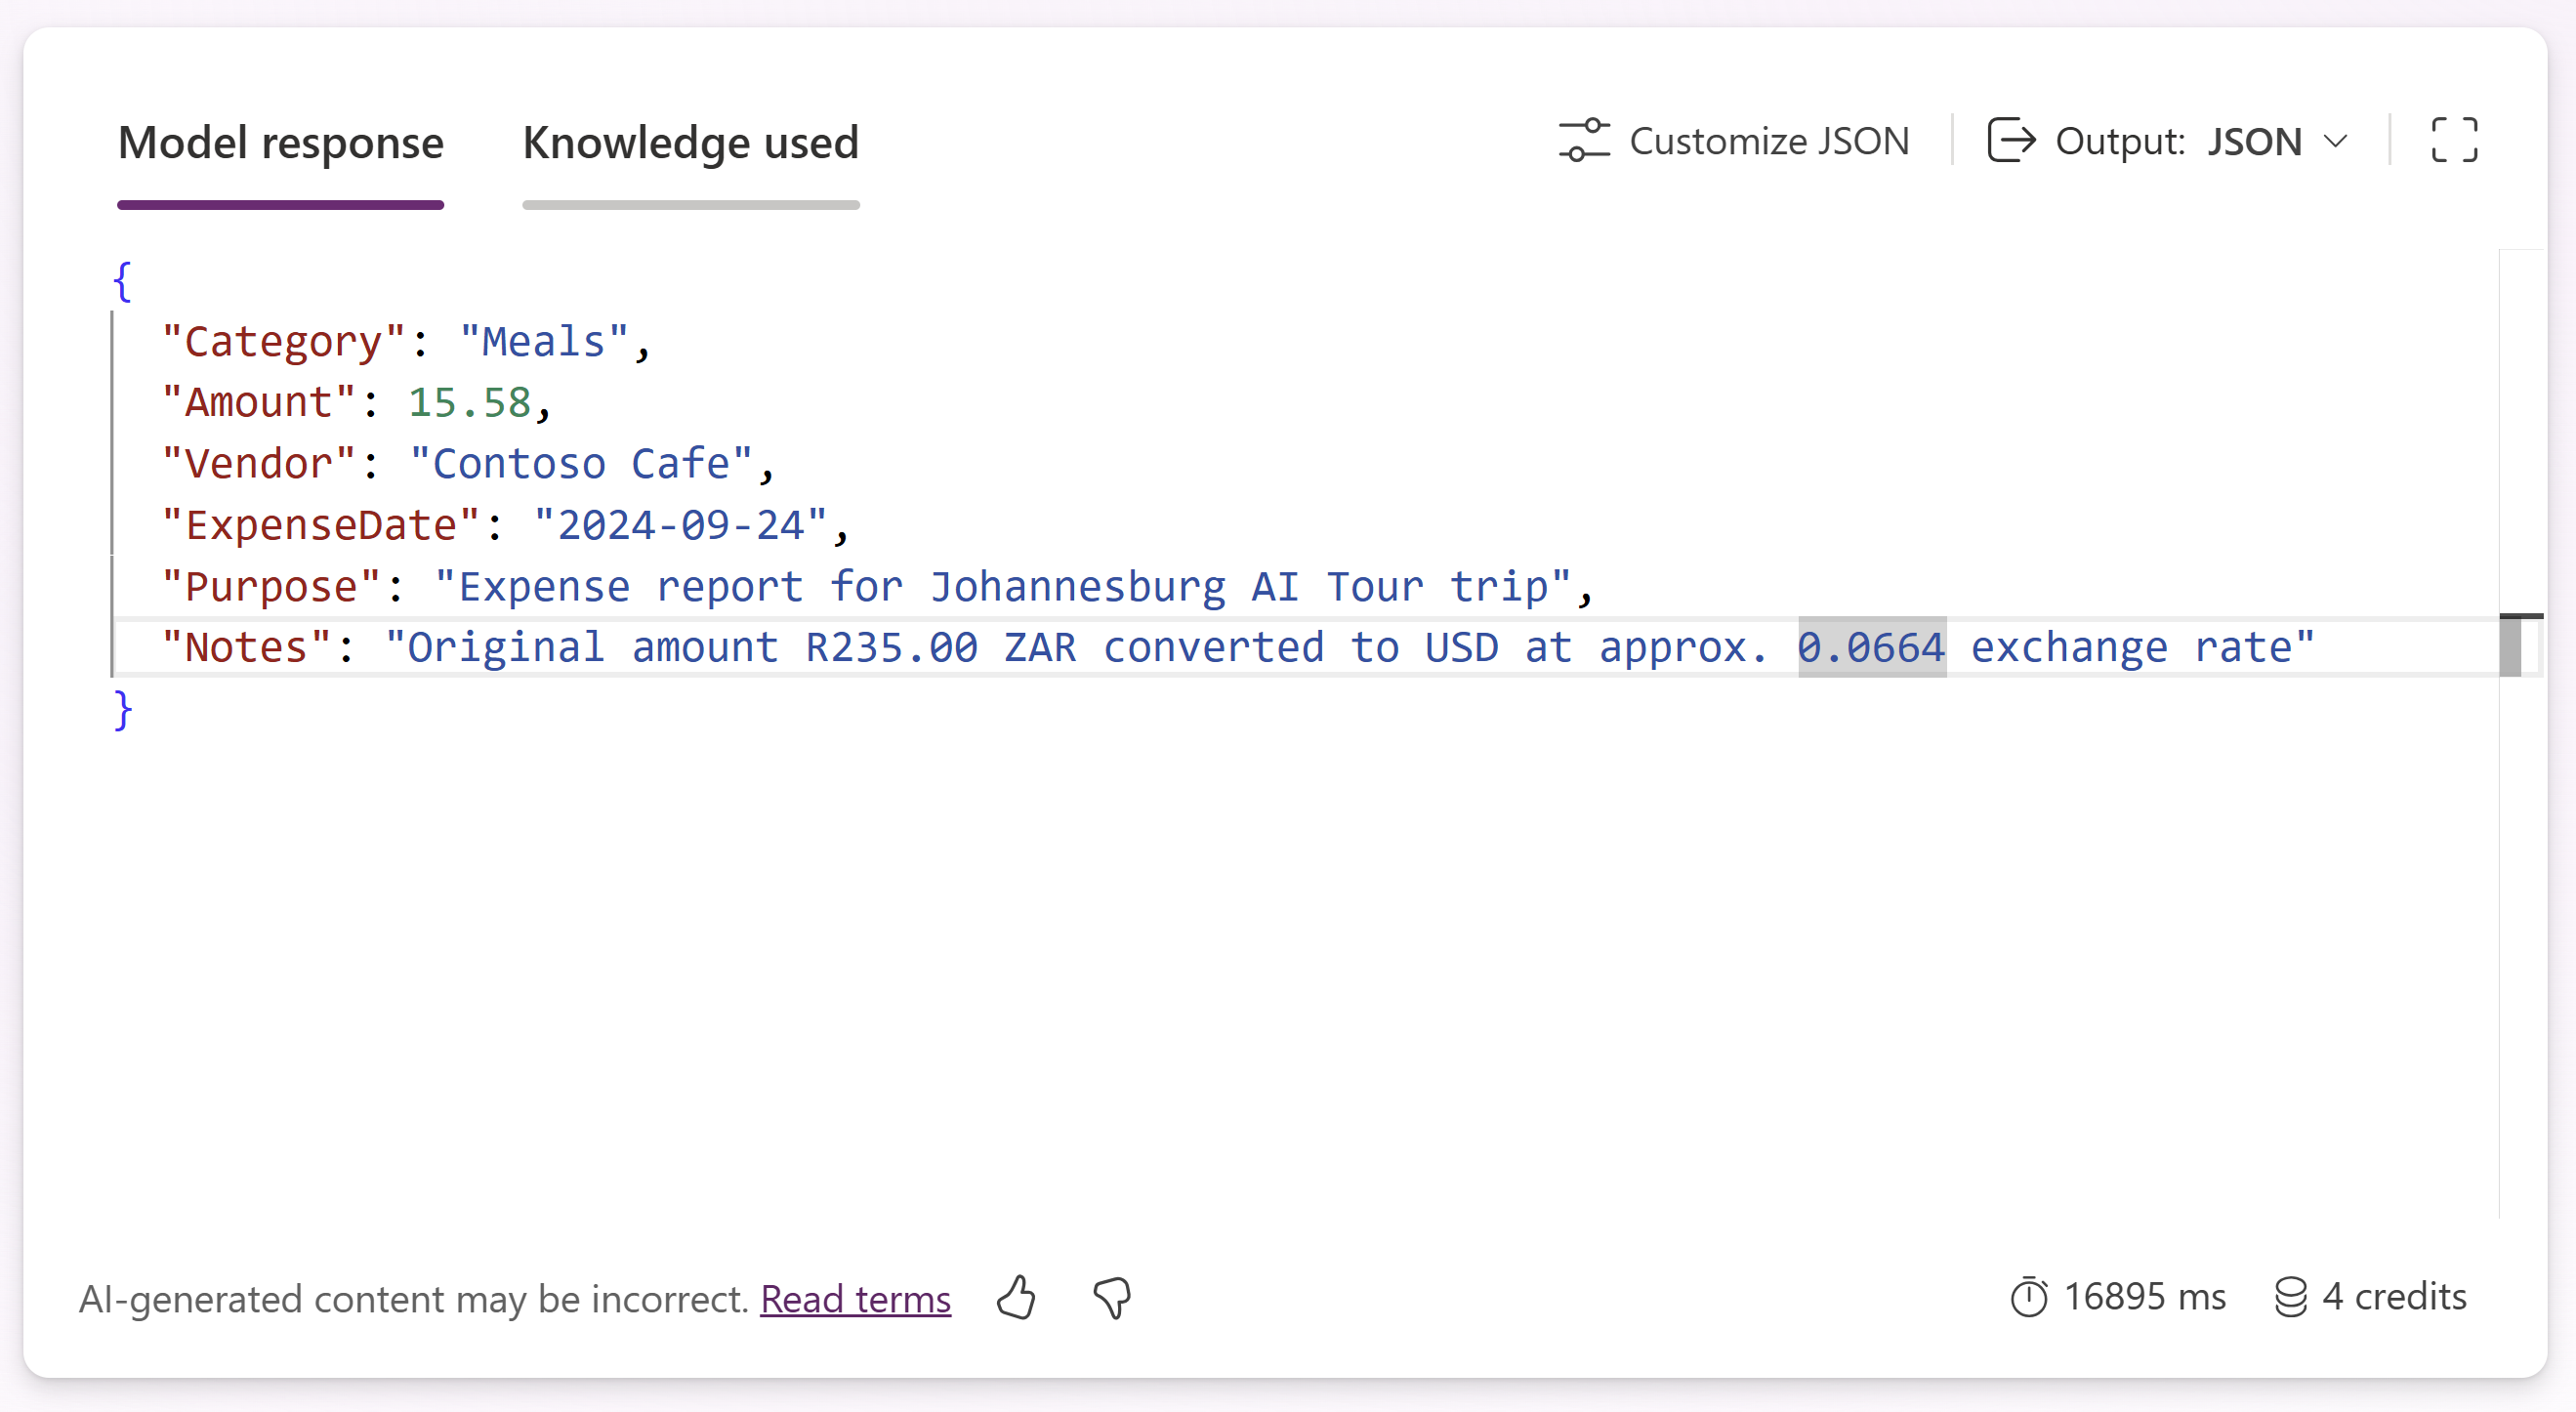 Model response Knowledge used Customize JSON Output: JSON
{
"Category": "Meals",
"Amount": 15.58,
"Vendor": "Contoso Cafe",
"ExpenseDate": "2024-09-24",
"Purpose": "Expense report for Johannesburg AI Tour trip",
"Notes": "Original amount R235.00 ZAR converted to USD at approx. 0.0664 exchange rate"
}
AI-generated content may be incorrect. Read terms 16895 ms 4 credits